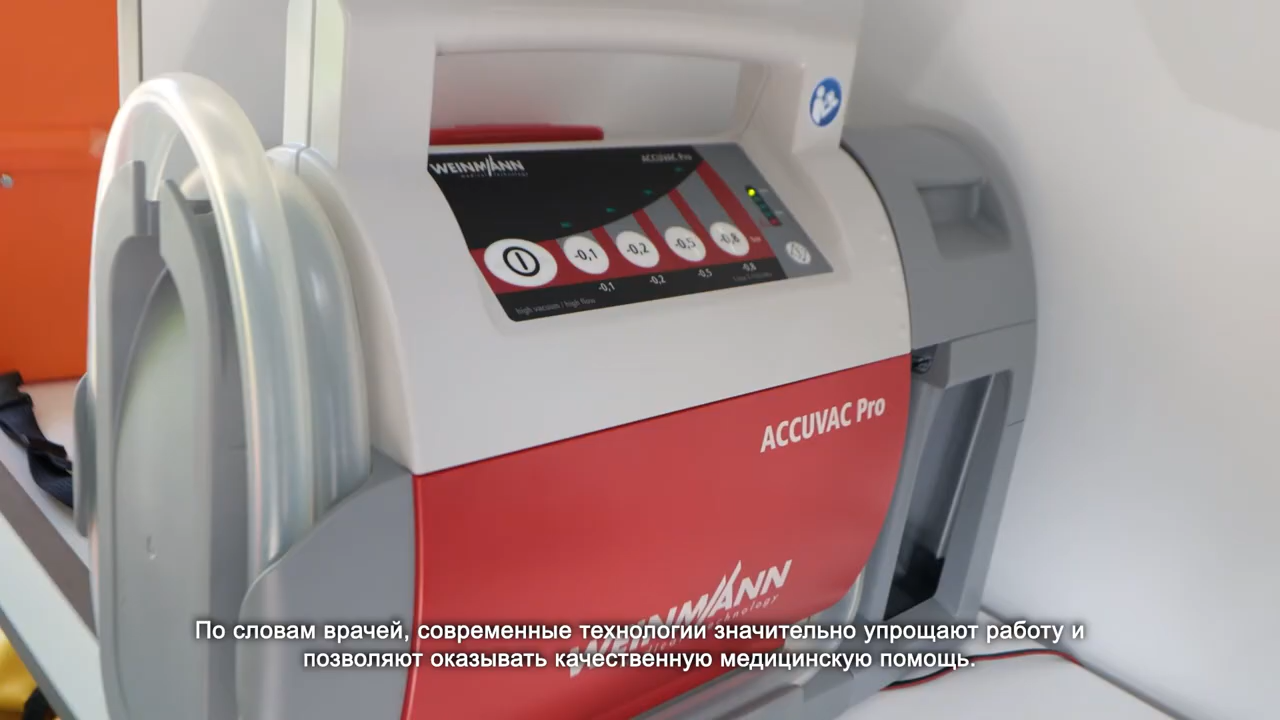 WEINMANN
medical technology
ACCUVAC Pro
-0,1
-0,2
-0,5
-0,8
-0,1
-0,2
-0,5
-0,8
high vacuum / high flow
ACCUVAC Pro
WEINMANN
По словам врачей, современные технологии значительно упрощают работу и
позволяют оказывать качественную медицинскую помощь.